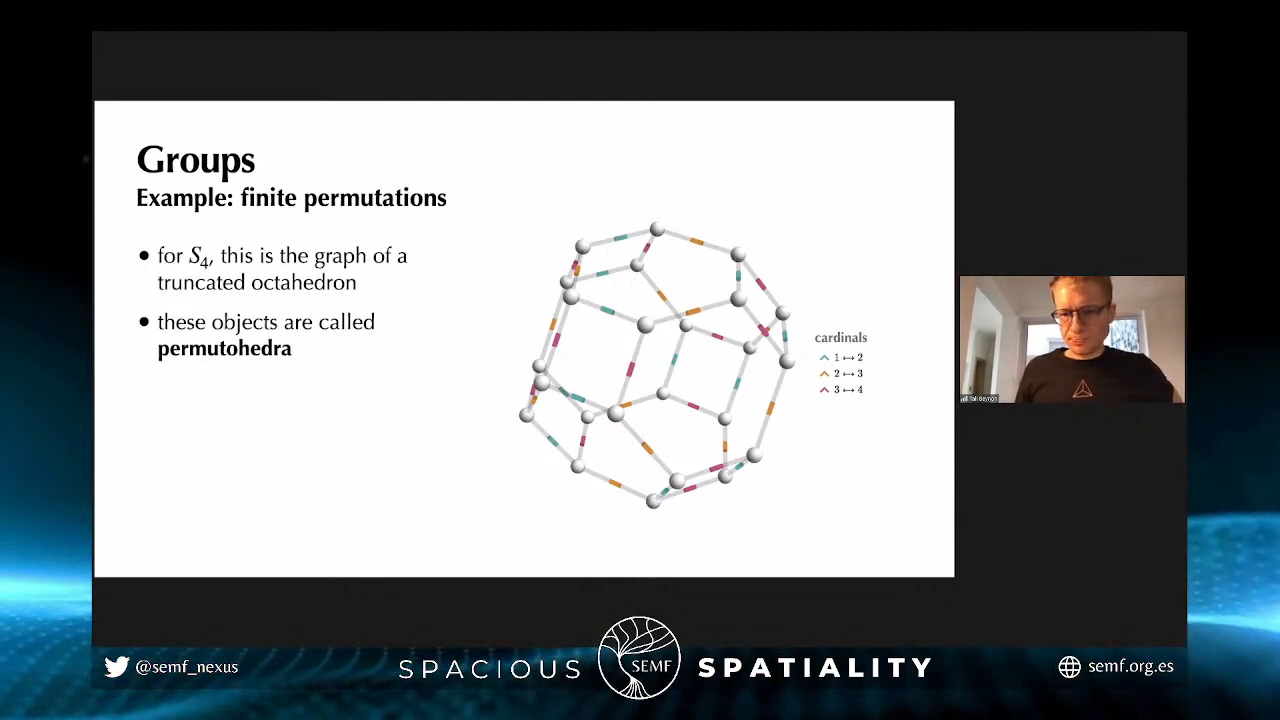 Groups
Example: finite permutations
• for S₄, this is the graph of a
truncated octahedron
• these objects are called
permutohedra
cardinals
1 ↔ 2
2 ↔ 3
3 ↔ 4
@semf_nexus
SPACIOUS
SEMF
SPATIALITY
semf.org.es